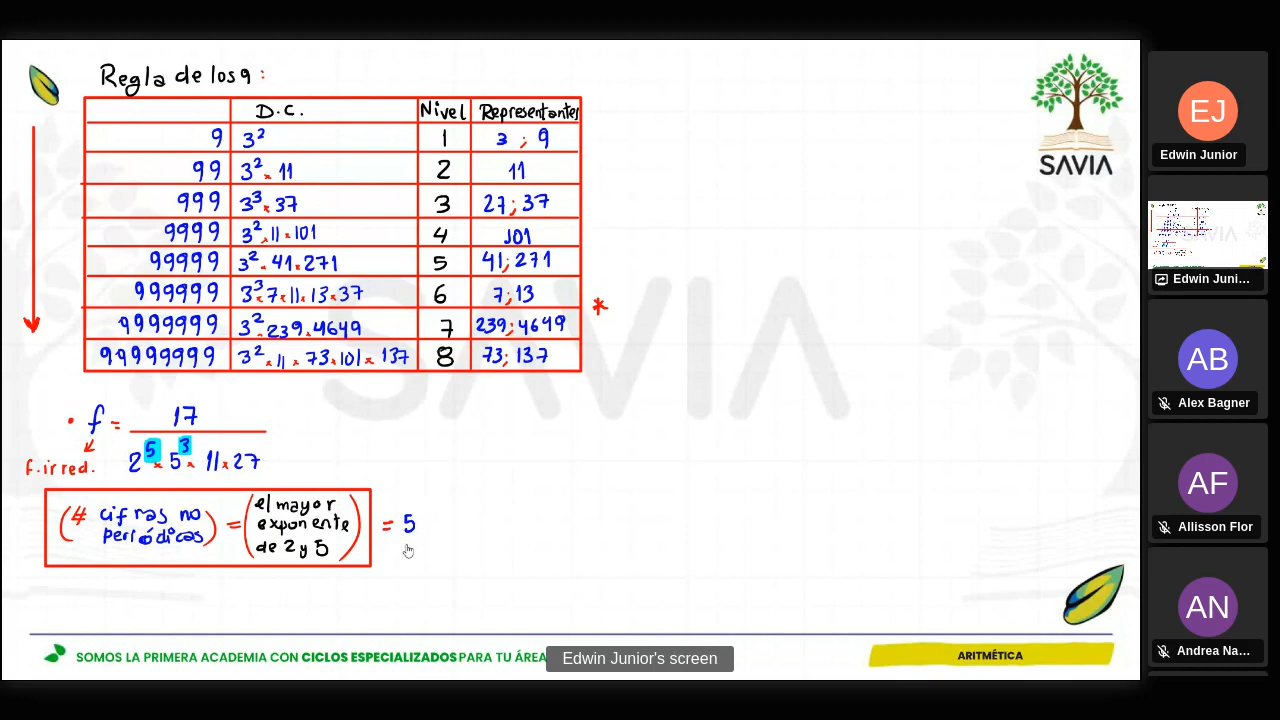 Regla de los 9 :
D.C. Nivel Representantes
9 3² 1 3 ; 9
99 3² . 11 2 11
999 3³ . 37 3 27 ; 37
9999 3² . 11 . 101 4 101
99999 3² . 41 . 271 5 41 ; 271
999999 3³ . 7 . 11 . 13 . 37 6 7 ; 13
*
9999999 3² . 239 . 4649 7 239 ; 4649
99999999 3² . 11 . 73 . 101 . 137 8 73 ; 137
• f = 17
2⁵ . 5³ . 11 . 27
f. irred.
(# cifras no periódicas) = (el mayor exponente de 2 y 5) = 5
SAVIA
SAVIA
SOMOS LA PRIMERA ACADEMIA CON CICLOS ESPECIALIZADOS PARA TU ÁREA
Edwin Junior's screen
ARITMÉTICA
EJ
Edwin Junior
Edwin Juni...
AB
Alex Bagner
AF
Allisson Flor
AN
Andrea Na...